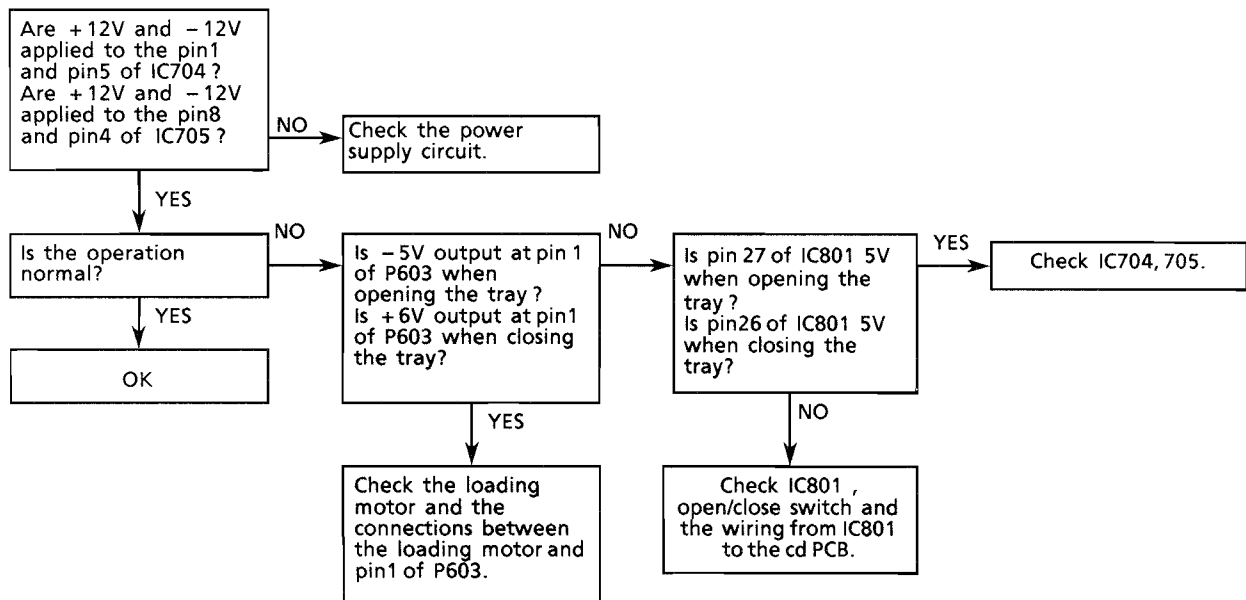 Are +12V and -12V
applied to the pin1
and pin5 of IC704?
Are +12V and -12V
applied to the pin8
and pin4 of IC705?
NO
Check the power
supply circuit.
YES
Is the operation
normal?
NO
Is -5V output at pin 1
of P603 when
opening the tray?
Is +6V output at pin1
of P603 when closing
the tray?
NO
Is pin 27 of IC801 5V
when opening the
tray?
Is pin26 of IC801 5V
when closing the
tray?
YES
Check IC704, 705.
YES
OK
YES
Check the loading
motor and the
connections between
the loading motor and
pin1 of P603.
NO
Check IC801 ,
open/close switch and
the wiring from IC801
to the cd PCB.